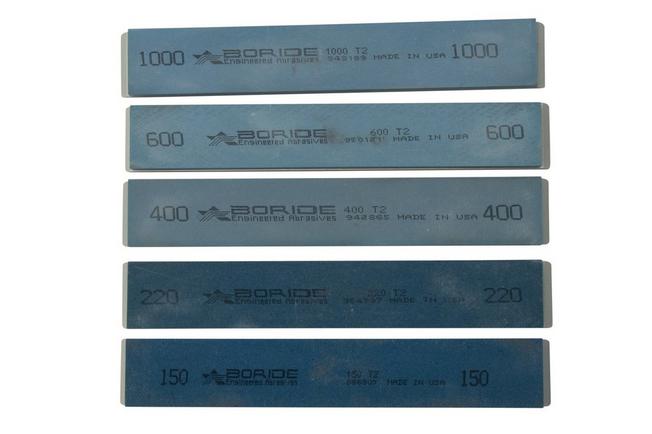 1000 BORIDE 1000 T2 1000
Engineered Abrasives 942189 MADE IN USA
600 BORIDE 600 T2 600
Engineered Abrasives MADE IN USA
400 BORIDE 400 T2 400
Engineered Abrasives 942865 MADE IN USA
220 BORIDE 220 T2 220
Engineered Abrasives MADE IN USA
150 BORIDE 150 T2 150
Engineered Abrasives MADE IN USA